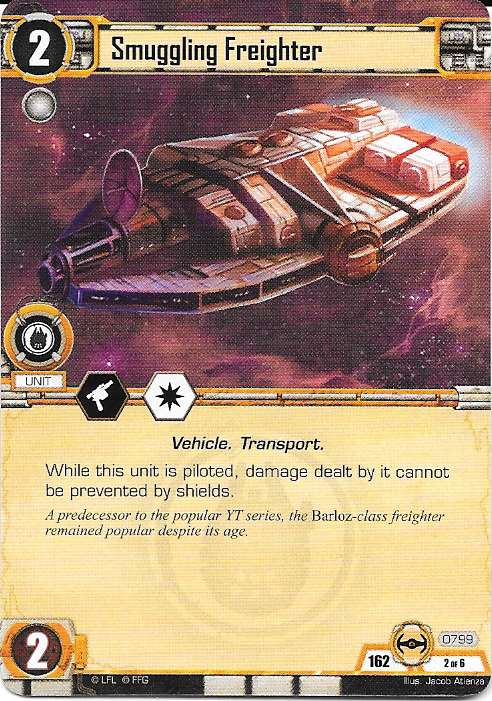 2
Smuggling Freighter
UNIT
Vehicle. Transport.
While this unit is piloted, damage dealt by it cannot
be prevented by shields.
A predecessor to the popular YT series, the Barloz-class freighter
remained popular despite its age.
2
0799
162
2 OF 6
© LFL © FFG
Illus. Jacob Atienza